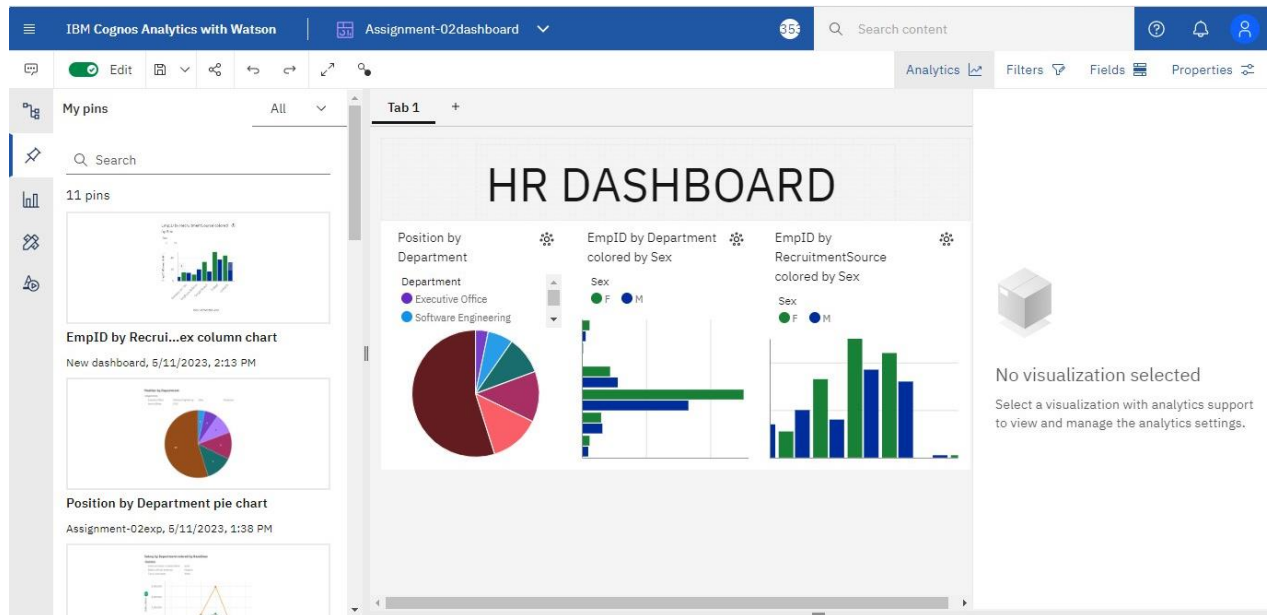 IBM Cognos Analytics with Watson
Assignment-02dashboard
353
Search content
Edit
Analytics
Filters
Fields
Properties
My pins
All
Search
11 pins
EmpID by Recrui...ex column chart
New dashboard, 5/11/2023, 2:13 PM
Position by Department
Position by Department pie chart
Assignment-02exp, 5/11/2023, 1:38 PM
Tab 1
+
HR DASHBOARD
Position by
Department
Department
Executive Office
Software Engineering
EmpID by Department
colored by Sex
Sex
F M
EmpID by
RecruitmentSource
colored by Sex
Sex
F M
No visualization selected
Select a visualization with analytics support
to view and manage the analytics settings.